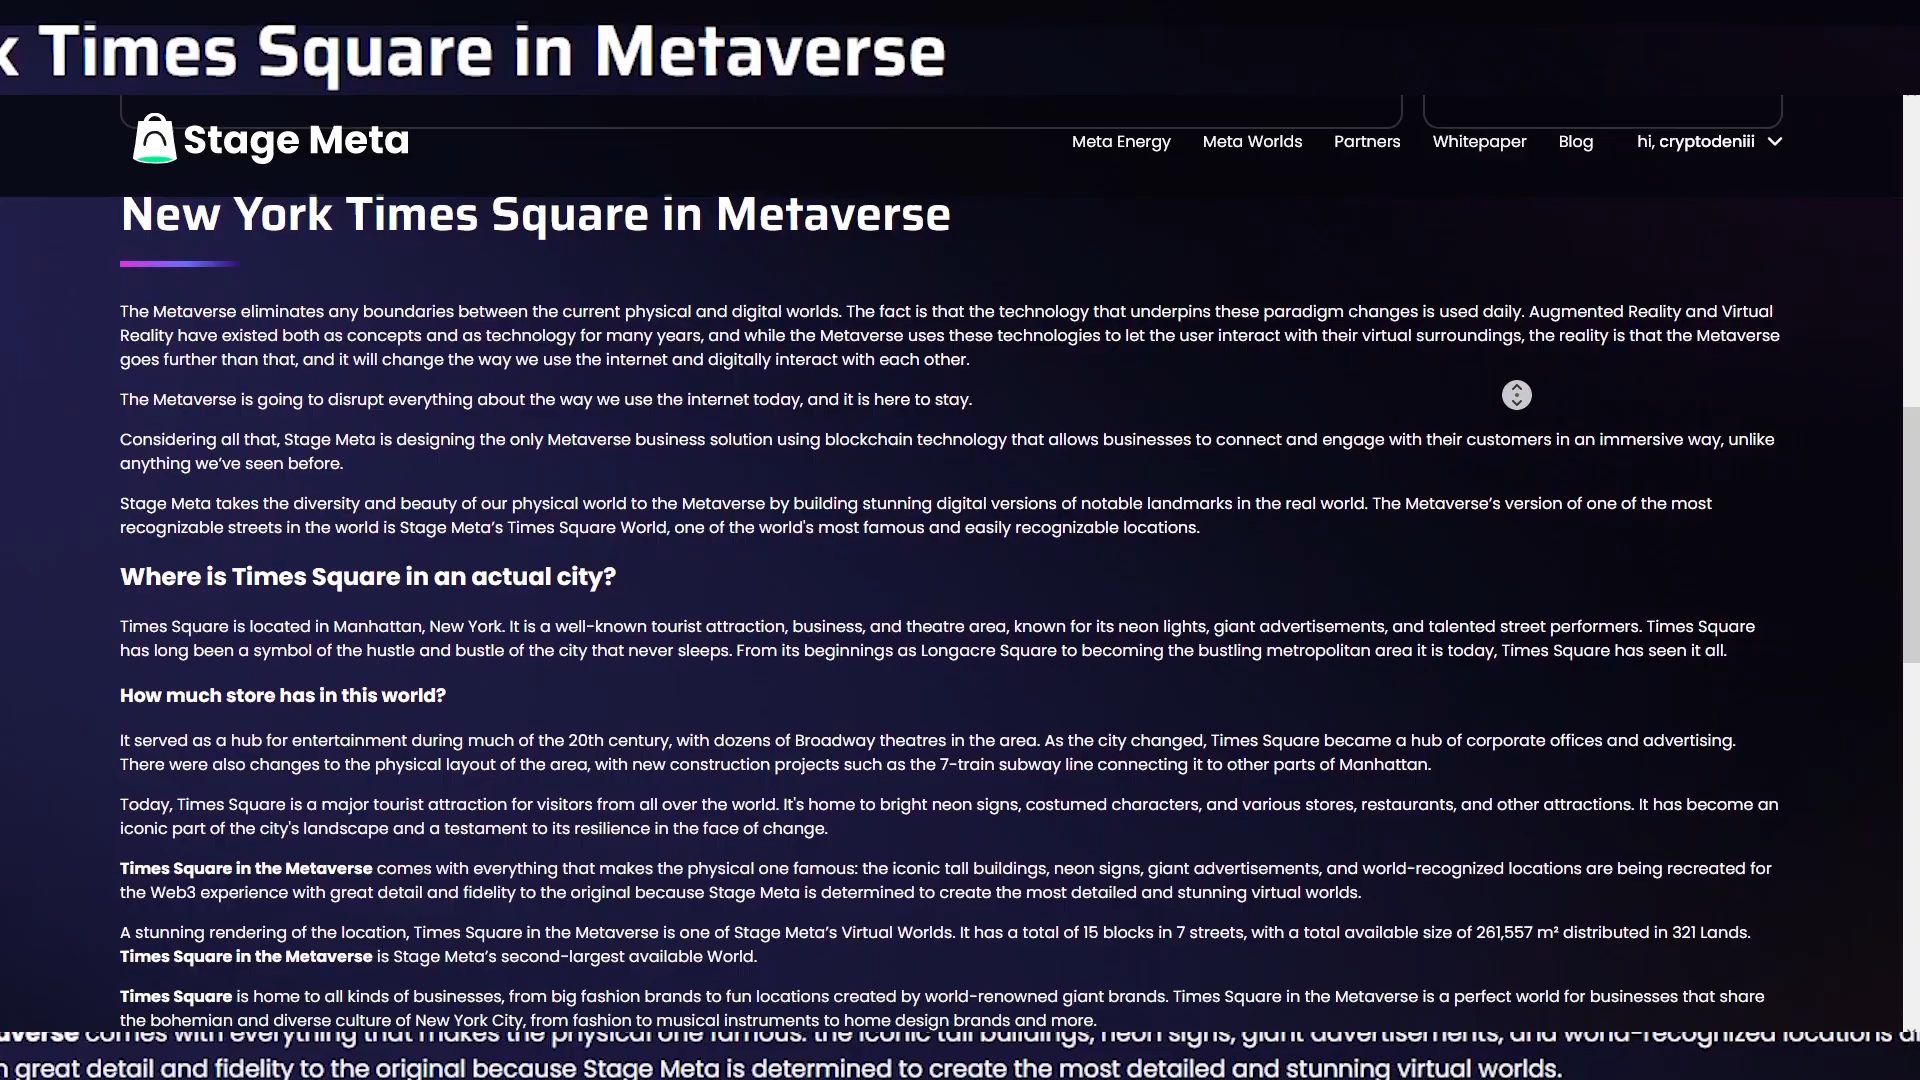 k Times Square in Metaverse
Stage Meta
Meta Energy Meta Worlds Partners Whitepaper Blog hi, cryptodeniii
New York Times Square in Metaverse
The Metaverse eliminates any boundaries between the current physical and digital worlds. The fact is that the technology that underpins these paradigm changes is used daily. Augmented Reality and Virtual
Reality have existed both as concepts and as technology for many years, and while the Metaverse uses these technologies to let the user interact with their virtual surroundings, the reality is that the Metaverse
goes further than that, and it will change the way we use the internet and digitally interact with each other.
The Metaverse is going to disrupt everything about the way we use the internet today, and it is here to stay.
Considering all that, Stage Meta is designing the only Metaverse business solution using blockchain technology that allows businesses to connect and engage with their customers in an immersive way, unlike
anything we’ve seen before.
Stage Meta takes the diversity and beauty of our physical world to the Metaverse by building stunning digital versions of notable landmarks in the real world. The Metaverse’s version of one of the most
recognizable streets in the world is Stage Meta’s Times Square World, one of the world's most famous and easily recognizable locations.
Where is Times Square in an actual city?
Times Square is located in Manhattan, New York. It is a well-known tourist attraction, business, and theatre area, known for its neon lights, giant advertisements, and talented street performers. Times Square
has long been a symbol of the hustle and bustle of the city that never sleeps. From its beginnings as Longacre Square to becoming the bustling metropolitan area it is today, Times Square has seen it all.
How much store has in this world?
It served as a hub for entertainment during much of the 20th century, with dozens of Broadway theatres in the area. As the city changed, Times Square became a hub of corporate offices and advertising.
There were also changes to the physical layout of the area, with new construction projects such as the 7-train subway line connecting it to other parts of Manhattan.
Today, Times Square is a major tourist attraction for visitors from all over the world. It's home to bright neon signs, costumed characters, and various stores, restaurants, and other attractions. It has become an
iconic part of the city's landscape and a testament to its resilience in the face of change.
Times Square in the Metaverse comes with everything that makes the physical one famous: the iconic tall buildings, neon signs, giant advertisements, and world-recognized locations are being recreated for
the Web3 experience with great detail and fidelity to the original because Stage Meta is determined to create the most detailed and stunning virtual worlds.
A stunning rendering of the location, Times Square in the Metaverse is one of Stage Meta’s Virtual Worlds. It has a total of 15 blocks in 7 streets, with a total available size of 261,557 m² distributed in 321 Lands.
Times Square in the Metaverse is Stage Meta’s second-largest available World.
Times Square is home to all kinds of businesses, from big fashion brands to fun locations created by world-renowned giant brands. Times Square in the Metaverse is a perfect world for businesses that share
the bohemian and diverse culture of New York City, from fashion to musical instruments to home design brands and more.
averse comes with everything that makes the physical one famous: the iconic tall buildings, neon signs, giant advertisements, and world-recognized locations a
h great detail and fidelity to the original because Stage Meta is determined to create the most detailed and stunning virtual worlds.